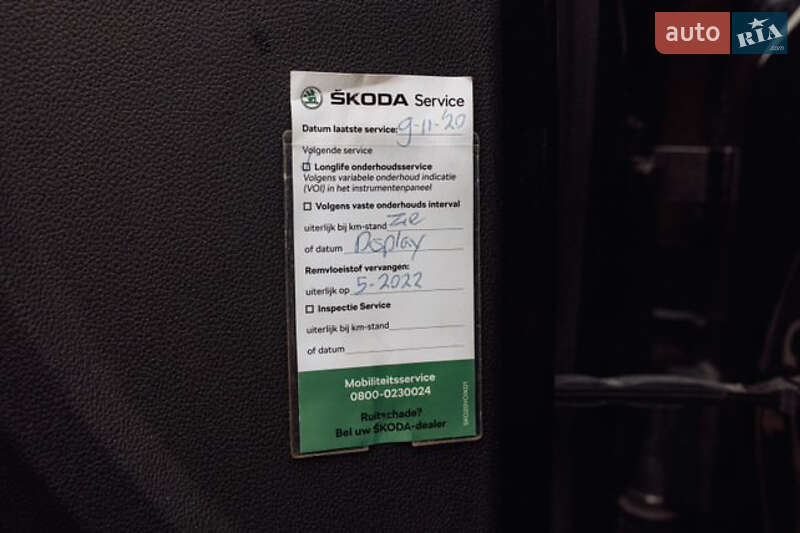 auto RIA .com
ŠKODA Service
Datum laatste service: 9-11-'20
Volgende service
Longlife onderhoudsservice
Volgens variabele onderhoud indicatie
(VOI) in het instrumentenpaneel
Volgens vaste onderhouds interval
uiterlijk bij km-stand Zie
of datum Display
Remvloeistof vervangen:
uiterlijk op 5-2022
Inspectie Service
uiterlijk bij km-stand
of datum
Mobiliteitsservice
0800-0230024
Ruitschade?
Bel uw ŠKODA-dealer